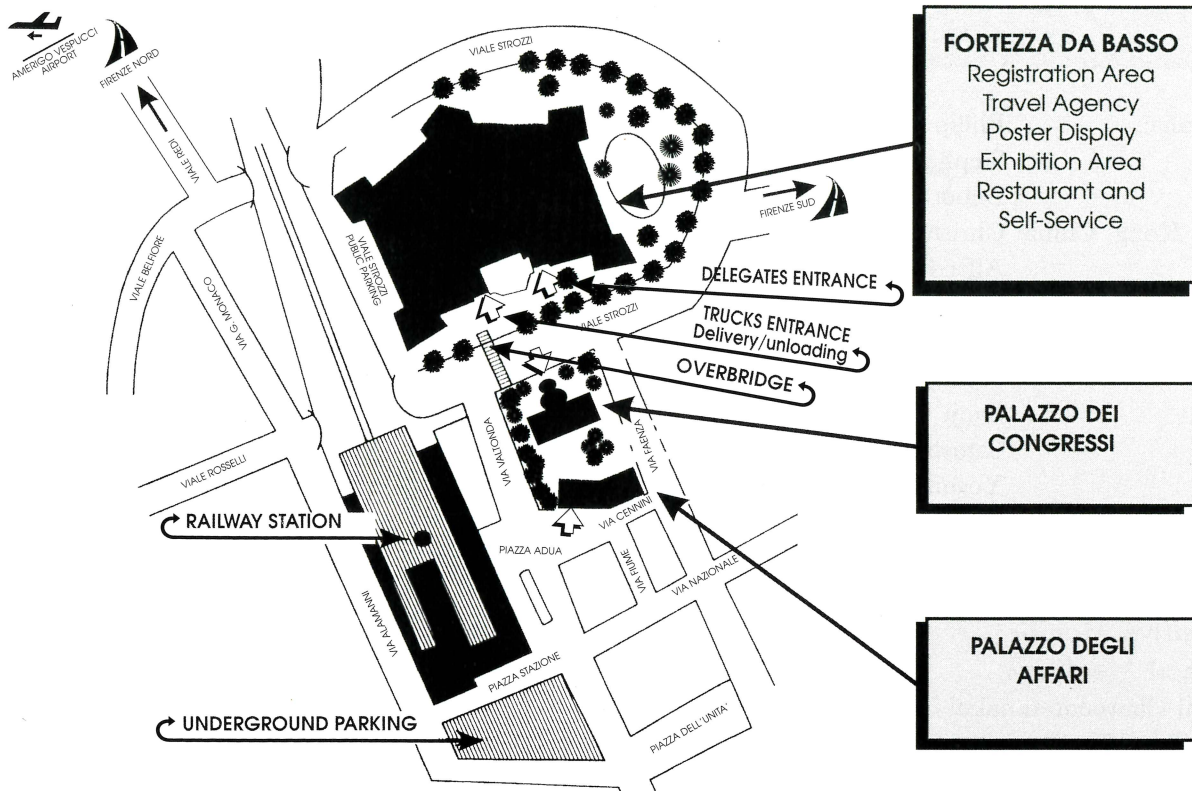 AMERIGO VESPUCCI
AIRPORT
FIRENZE NORD
VIALE REDI
VIALE STROZZI
FORTEZZA DA BASSO
Registration Area
Travel Agency
Poster Display
Exhibition Area
Restaurant and
Self-Service
FIRENZE SUD
VIALE BELFIORE
VIA G. MONACO
VIALE STROZZI
PUBLIC PARKING
DELEGATES ENTRANCE
VIALE STROZZI
TRUCKS ENTRANCE
Delivery/unloading
OVERBRIDGE
PALAZZO DEI
CONGRESSI
VIALE ROSSELLI
VIA VALFONDA
VIA FAENZA
RAILWAY STATION
VIA CENNINI
PIAZZA ADUA
VIA FIUME
VIA NAZIONALE
VIA ALAMANNI
PIAZZA STAZIONE
PALAZZO DEGLI
AFFARI
UNDERGROUND PARKING
PIAZZA DELL'UNITA'